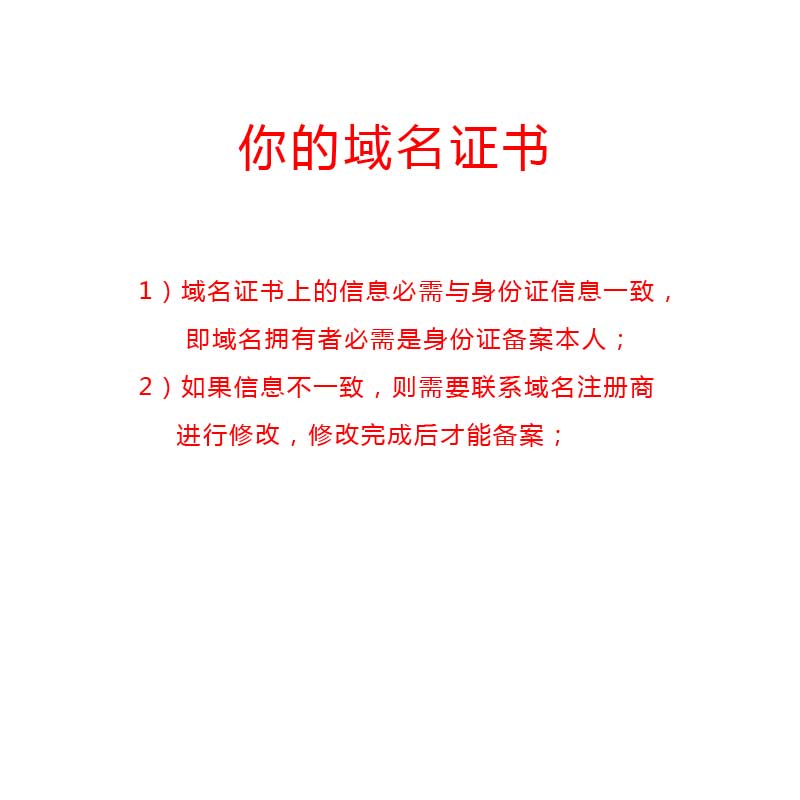 你的域名证书
1）域名证书上的信息必需与身份证信息一致，
即域名拥有者必需是身份证备案本人；
2）如果信息不一致，则需要联系域名注册商
进行修改，修改完成后才能备案；